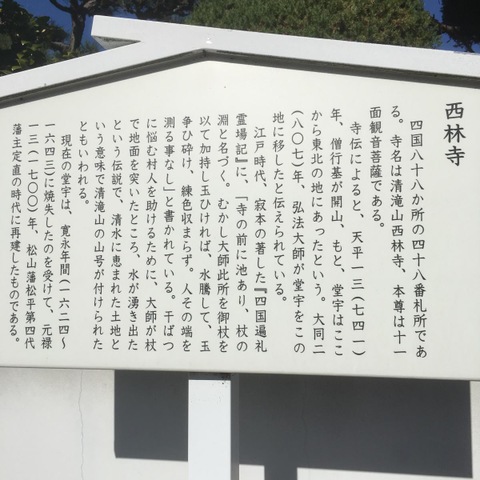 西林寺
四国八十八か所の四十八番札所であ
る。寺名は清滝山西林寺、本尊は十一
面観音菩薩である。
寺伝によると、天平一三(七四一)
年、僧行基が開山、もと、堂宇はここ
から東北の地にあったという。大同二
(八〇七)年、弘法大師が堂宇をこの
地に移したと伝えられている。
江戸時代、寂本の著した『四国遍礼
霊場記』に、「寺の前に池あり、杖の
淵と名づく。むかし大師此所を御杖を
以て加持し玉ひければ、水騰して、玉
争ひ砕け、練色収まらず。人その端を
測る事なし」と書かれている。干ばつ
に悩む村人を助けるために、大師が杖
で地面を突いたところ、水が湧き出た
という伝説で、清水に恵まれた土地と
いう意味で清滝山の山号が付けられた
ともいわれる。
現在の堂宇は、寛永年間(一六二四～
一六四三)に焼失したのを受けて、元禄
一三(一七〇〇)年、松山藩松平第四代
藩主定直の時代に再建したものである。